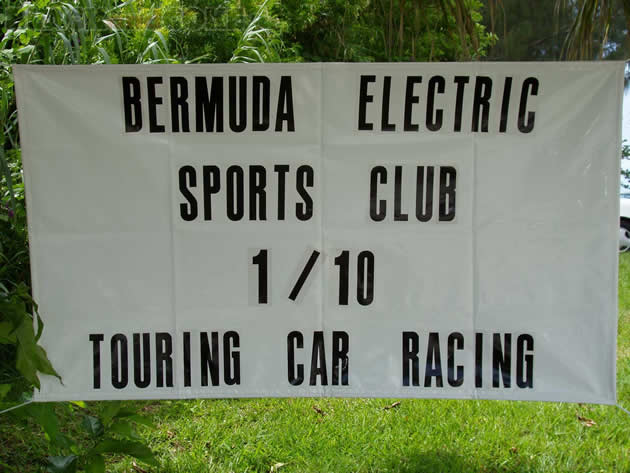 BERMUDA ELECTRIC
SPORTS CLUB
1/10
TOURING CAR RACING